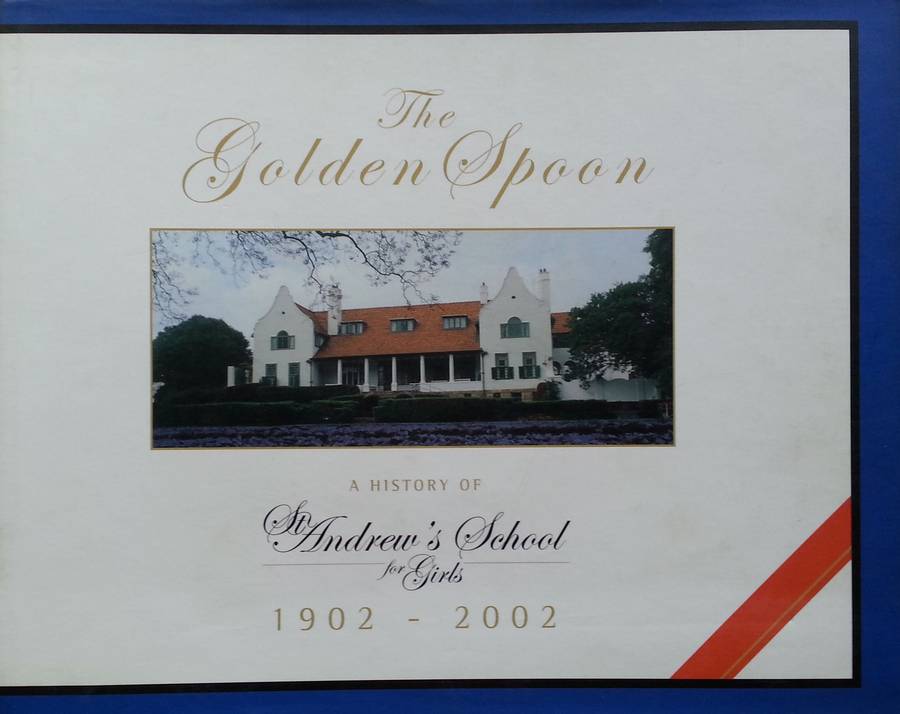 The
Golden Spoon
A HISTORY OF
St Andrew's School
for Girls
1902 - 2002